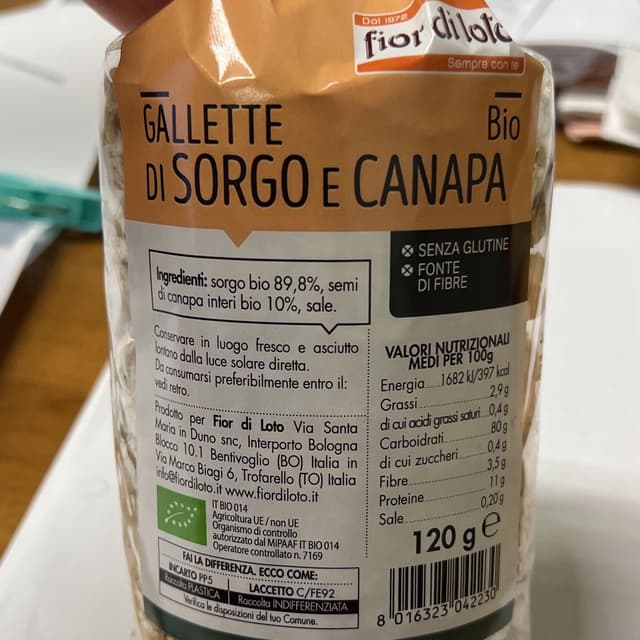 Dal 1972
fior di loto
Sempre con te
GALLETTE
Bio
DI SORGO E CANAPA
SENZA GLUTINE
FONTE
DI FIBRE
Ingredienti: sorgo bio 89,8%, semi
di canapa interi bio 10%, sale.
Conservare in luogo fresco e asciutto
lontano dalla luce solare diretta.
Da consumarsi preferibilmente entro il:
vedi retro.
Prodotto per Fior di Loto Via Santa
Maria in Duno snc, Interporto Bologna
Blocco 10.1 Bentivoglio (BO) Italia in
Via Marco Biagi 6, Trofarello (TO) Italia
info@fiordiloto.it www.fiordiloto.it
IT BIO 014
Agricoltura UE / non UE
Organismo di controllo
autorizzato dal MiPAAF IT BIO 014
Operatore controllato n. 7169
FAI LA DIFFERENZA. ECCO COME:
INCARTO PP5
Raccolta PLASTICA
LACCETTO C/FE92
Raccolta INDIFFERENZIATA
Verifica le disposizioni del tuo Comune.
VALORI NUTRIZIONALI
MEDI PER 100g
Energia 1682 kJ/397 kcal
Grassi 2,9 g
di cui acidi grassi saturi 0,4 g
Carboidrati 80 g
di cui zuccheri 0,4 g
Fibre 3,5 g
Proteine 11 g
Sale 0,20 g
120 g e
8 016323 042230